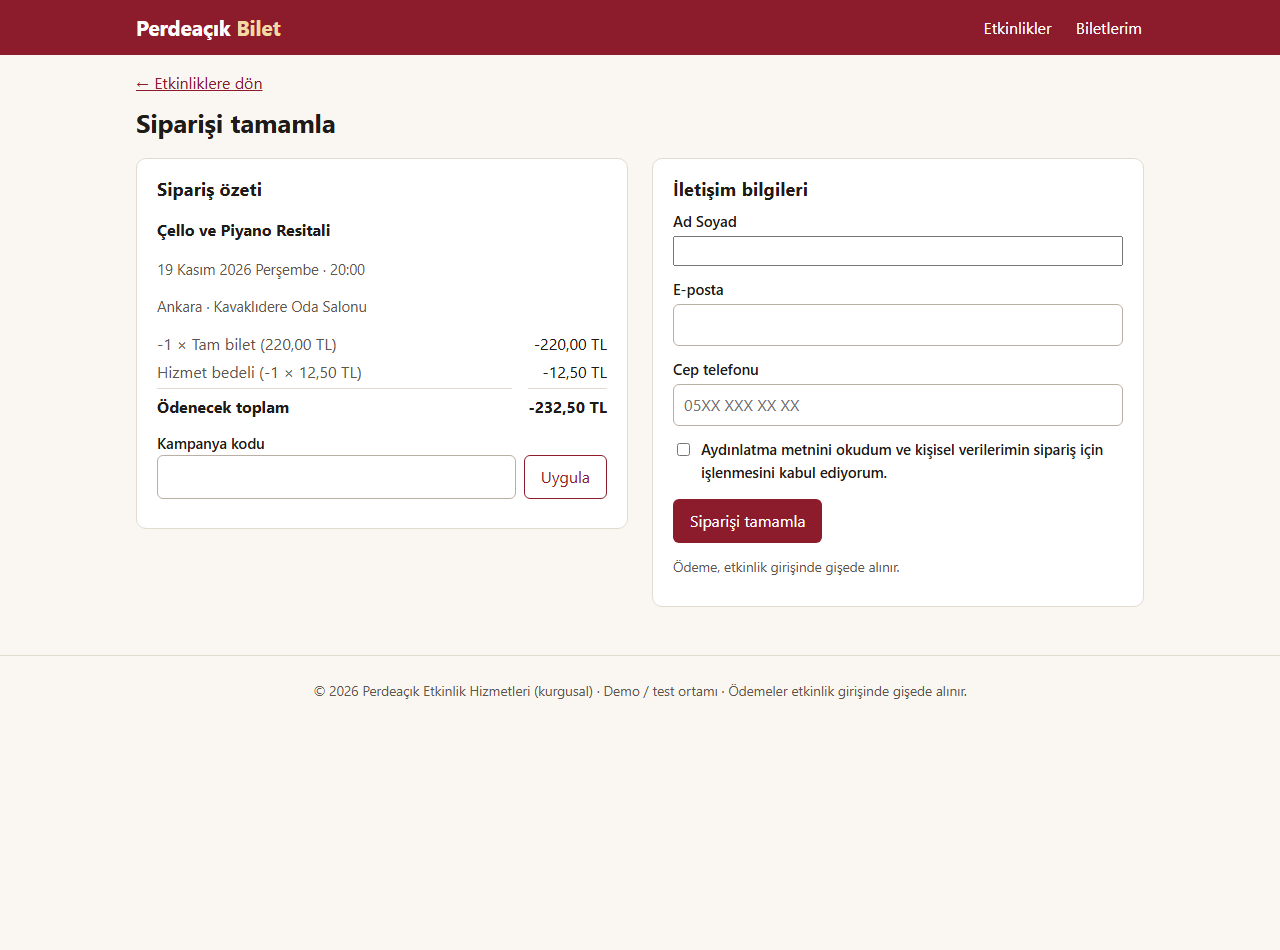 Perdeaçık Bilet
Etkinlikler
Biletlerim
← Etkinliklere dön
Siparişi tamamla
Sipariş özeti
Çello ve Piyano Resitali
19 Kasım 2026 Perşembe · 20:00
Ankara · Kavaklıdere Oda Salonu
-1 × Tam bilet (220,00 TL) -220,00 TL
Hizmet bedeli (-1 × 12,50 TL) -12,50 TL
Ödenecek toplam -232,50 TL
Kampanya kodu
Uygula
İletişim bilgileri
Ad Soyad
E-posta
Cep telefonu
05XX XXX XX XX
Aydınlatma metnini okudum ve kişisel verilerimin sipariş için
işlenmesini kabul ediyorum.
Siparişi tamamla
Ödeme, etkinlik girişinde gişede alınır.
© 2026 Perdeaçık Etkinlik Hizmetleri (kurgusal) · Demo / test ortamı · Ödemeler etkinlik girişinde gişede alınır.